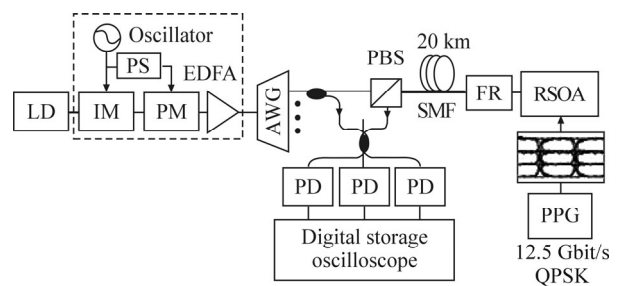 Oscillator
PS
EDFA
LD
IM
PM
AWG
PBS
20 km
SMF
FR
RSOA
PD
PD
PD
PPG
Digital storage
oscilloscope
12.5 Gbit/s
QPSK